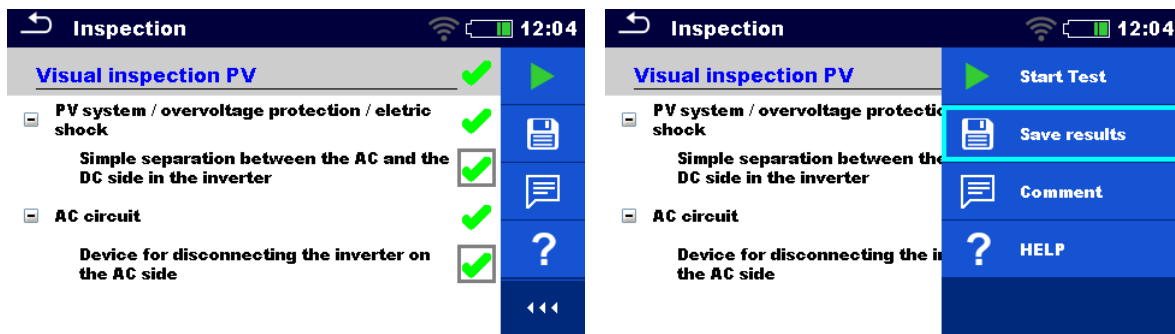 Inspection 12:04
Visual inspection PV
PV system / overvoltage protection / eletric
shock
Simple separation between the AC and the
DC side in the inverter
AC circuit
Device for disconnecting the inverter on
the AC side
?
Inspection 12:04
Visual inspection PV
PV system / overvoltage protectic
shock
Simple separation between the
DC side in the inverter
AC circuit
Device for disconnecting the in
the AC side
Start Test
Save results
Comment
? HELP